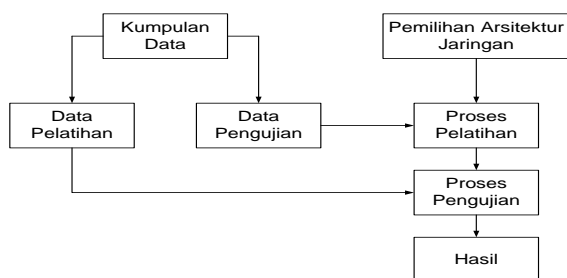 Kumpulan
Data
Pemilihan Arsitektur
Jaringan
Data
Pelatihan
Data
Pengujian
Proses
Pelatihan
Proses
Pengujian
Hasil